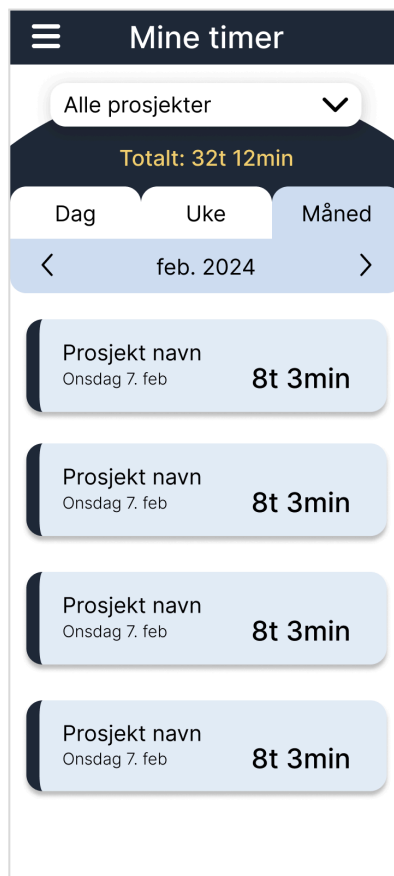 Mine timer
Alle prosjekter
Totalt: 32t 12min
Dag Uke Måned
feb. 2024
Prosjekt navn
Onsdag 7. feb
8t 3min
Prosjekt navn
Onsdag 7. feb
8t 3min
Prosjekt navn
Onsdag 7. feb
8t 3min
Prosjekt navn
Onsdag 7. feb
8t 3min